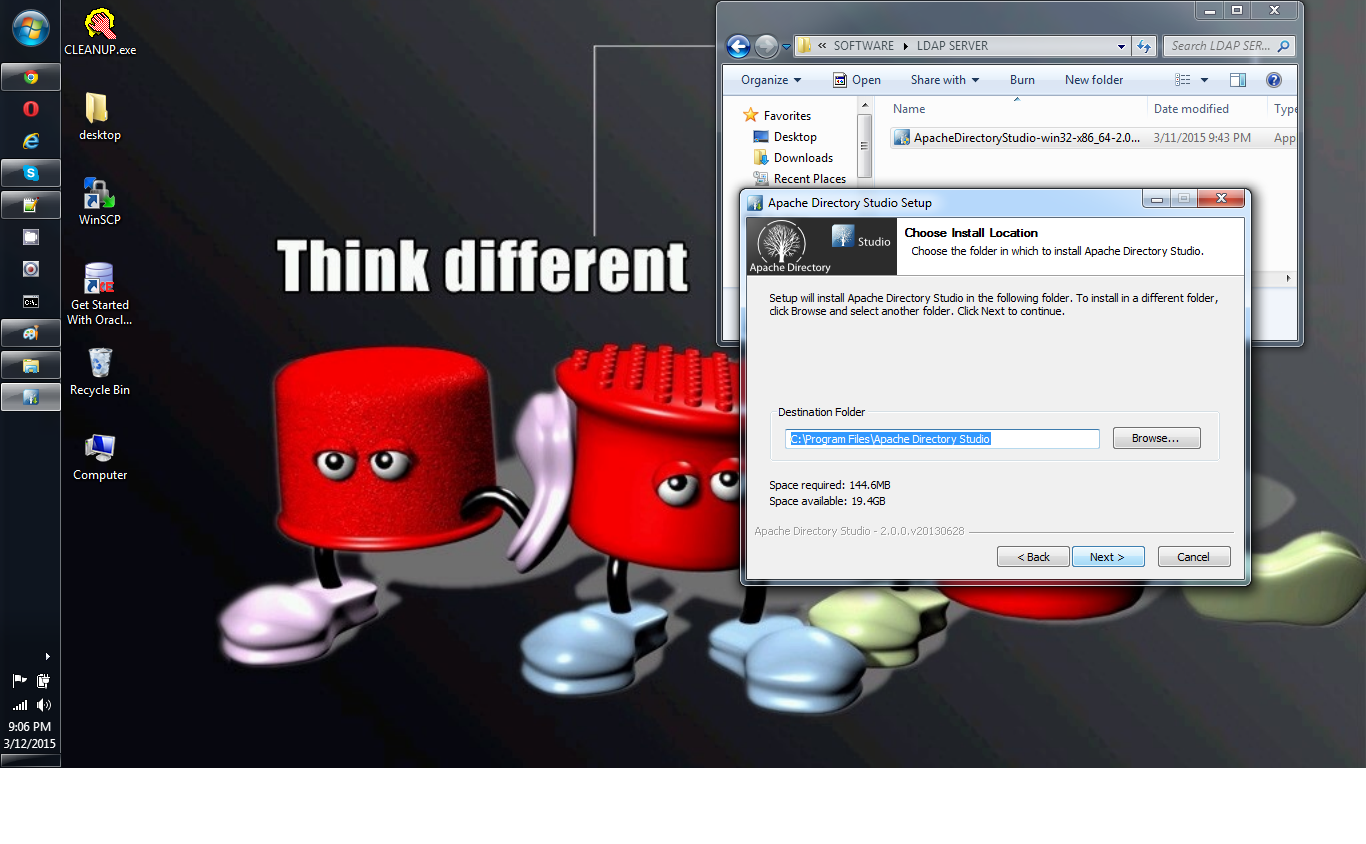 CLEANUP.exe
desktop
WinSCP
Get Started
With Oracl...
Recycle Bin
Computer
C:\.
9:06 PM
3/12/2015
Think different
« SOFTWARE LDAP SERVER
Search LDAP SER...
Organize Open Share with Burn New folder
Favorites
Desktop
Downloads
Recent Places
Name Date modified Type
ApacheDirectoryStudio-win32-x86_64-2.0... 3/11/2015 9:43 PM App
Apache Directory Studio Setup
Studio
Apache Directory
Choose Install Location
Choose the folder in which to install Apache Directory Studio.
Setup will install Apache Directory Studio in the following folder. To install in a different folder,
click Browse and select another folder. Click Next to continue.
Destination Folder
C:\Program Files\Apache Directory Studio
Browse...
Space required: 144.6MB
Space available: 19.4GB
Apache Directory Studio - 2.0.0.v20130628
< Back Next > Cancel